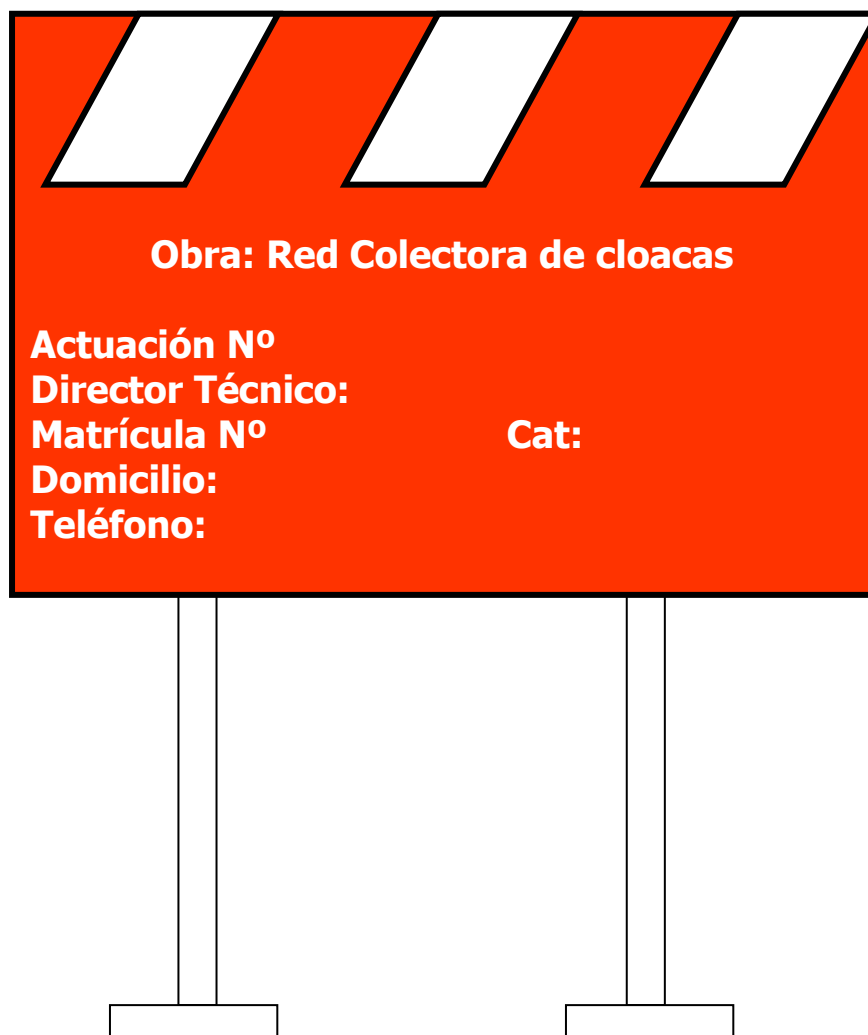 Obra: Red Colectora de cloacas
Actuación Nº
Director Técnico:
Matrícula Nº Cat:
Domicilio:
Teléfono: